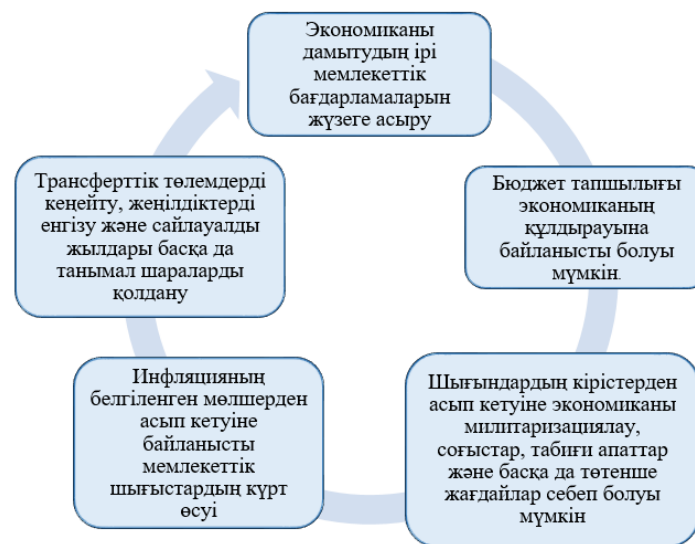 Экономиканы
дамытудың ірі
мемлекеттік
бағдарламаларын
жүзеге асыру
Бюджет тапшылығы
экономиканың
құлдырауына
байланысты болуы
мүмкін.
Шығындардың кірістерден
асып кетуіне экономиканы
милитаризациялау,
соғыстар, табиғи апаттар
және басқа да төтенше
жағдайлар себеп болуы
мүмкін
Инфляцияның
белгіленген мөлшерден
асып кетуіне
байланысты
мемлекеттік
шығыстардың күрт
өсуі
Трансферттік төлемдерді
кеңейту, жеңілдіктерді
енгізу және сайлауалды
жылдары басқа да
танымал шараларды
қолдану